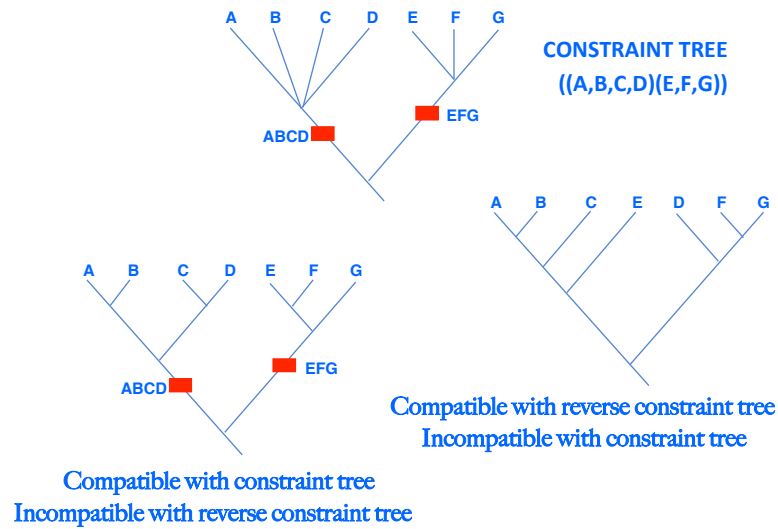 A B C D E F G
CONSTRAINT TREE
((A,B,C,D)(E,F,G))
ABCD
EFG
A B C E D F G
A B C D E F G
ABCD
EFG
Compatible with reverse constraint tree
Incompatible with constraint tree
Compatible with constraint tree
Incompatible with reverse constraint tree